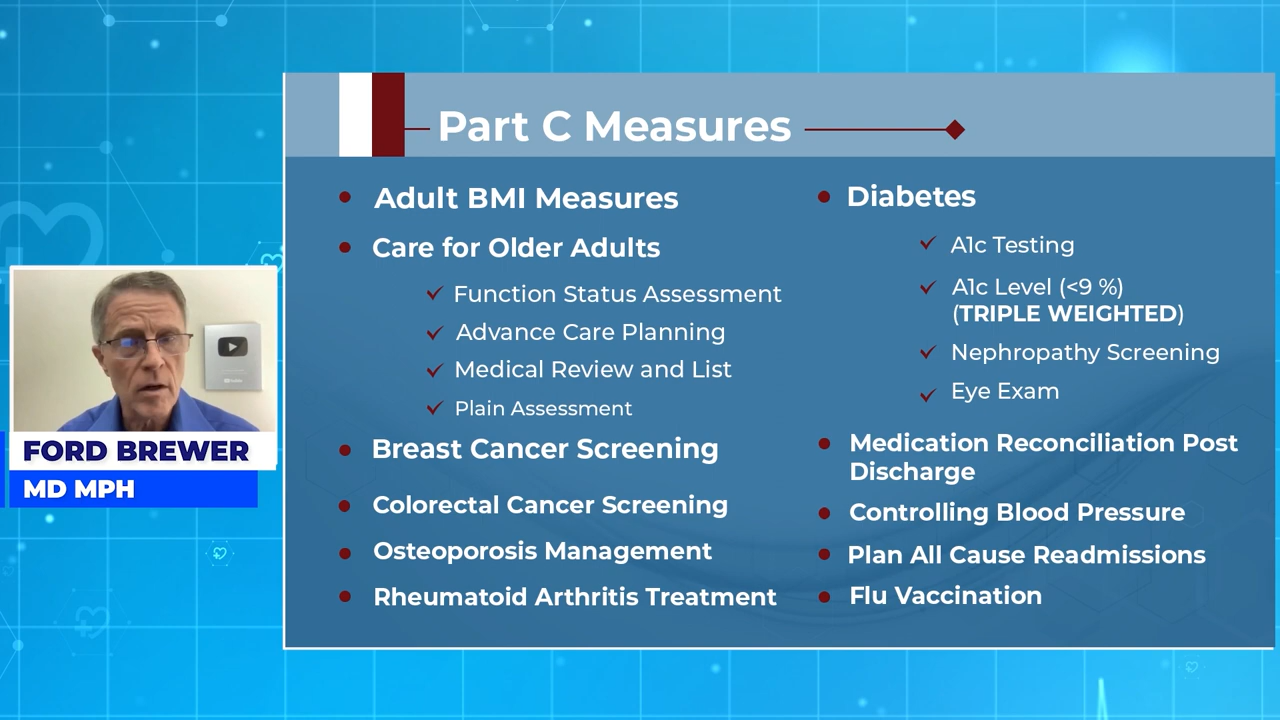 Part C Measures
Adult BMI Measures
Care for Older Adults
Function Status Assessment
Advance Care Planning
Medical Review and List
Plain Assessment
Breast Cancer Screening
Colorectal Cancer Screening
Osteoporosis Management
Rheumatoid Arthritis Treatment
Diabetes
A1c Testing
A1c Level (<9 %)
(TRIPLE WEIGHTED)
Nephropathy Screening
Eye Exam
Medication Reconciliation Post
Discharge
Controlling Blood Pressure
Plan All Cause Readmissions
Flu Vaccination
FORD BREWER
MD MPH